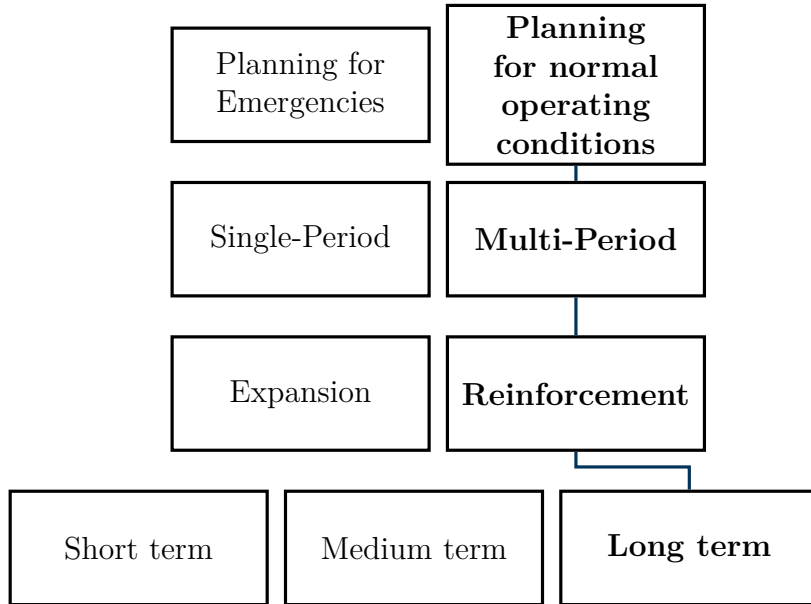 Planning for
Emergencies
Planning
for normal
operating
conditions
Single-Period
Multi-Period
Expansion
Reinforcement
Short term
Medium term
Long term